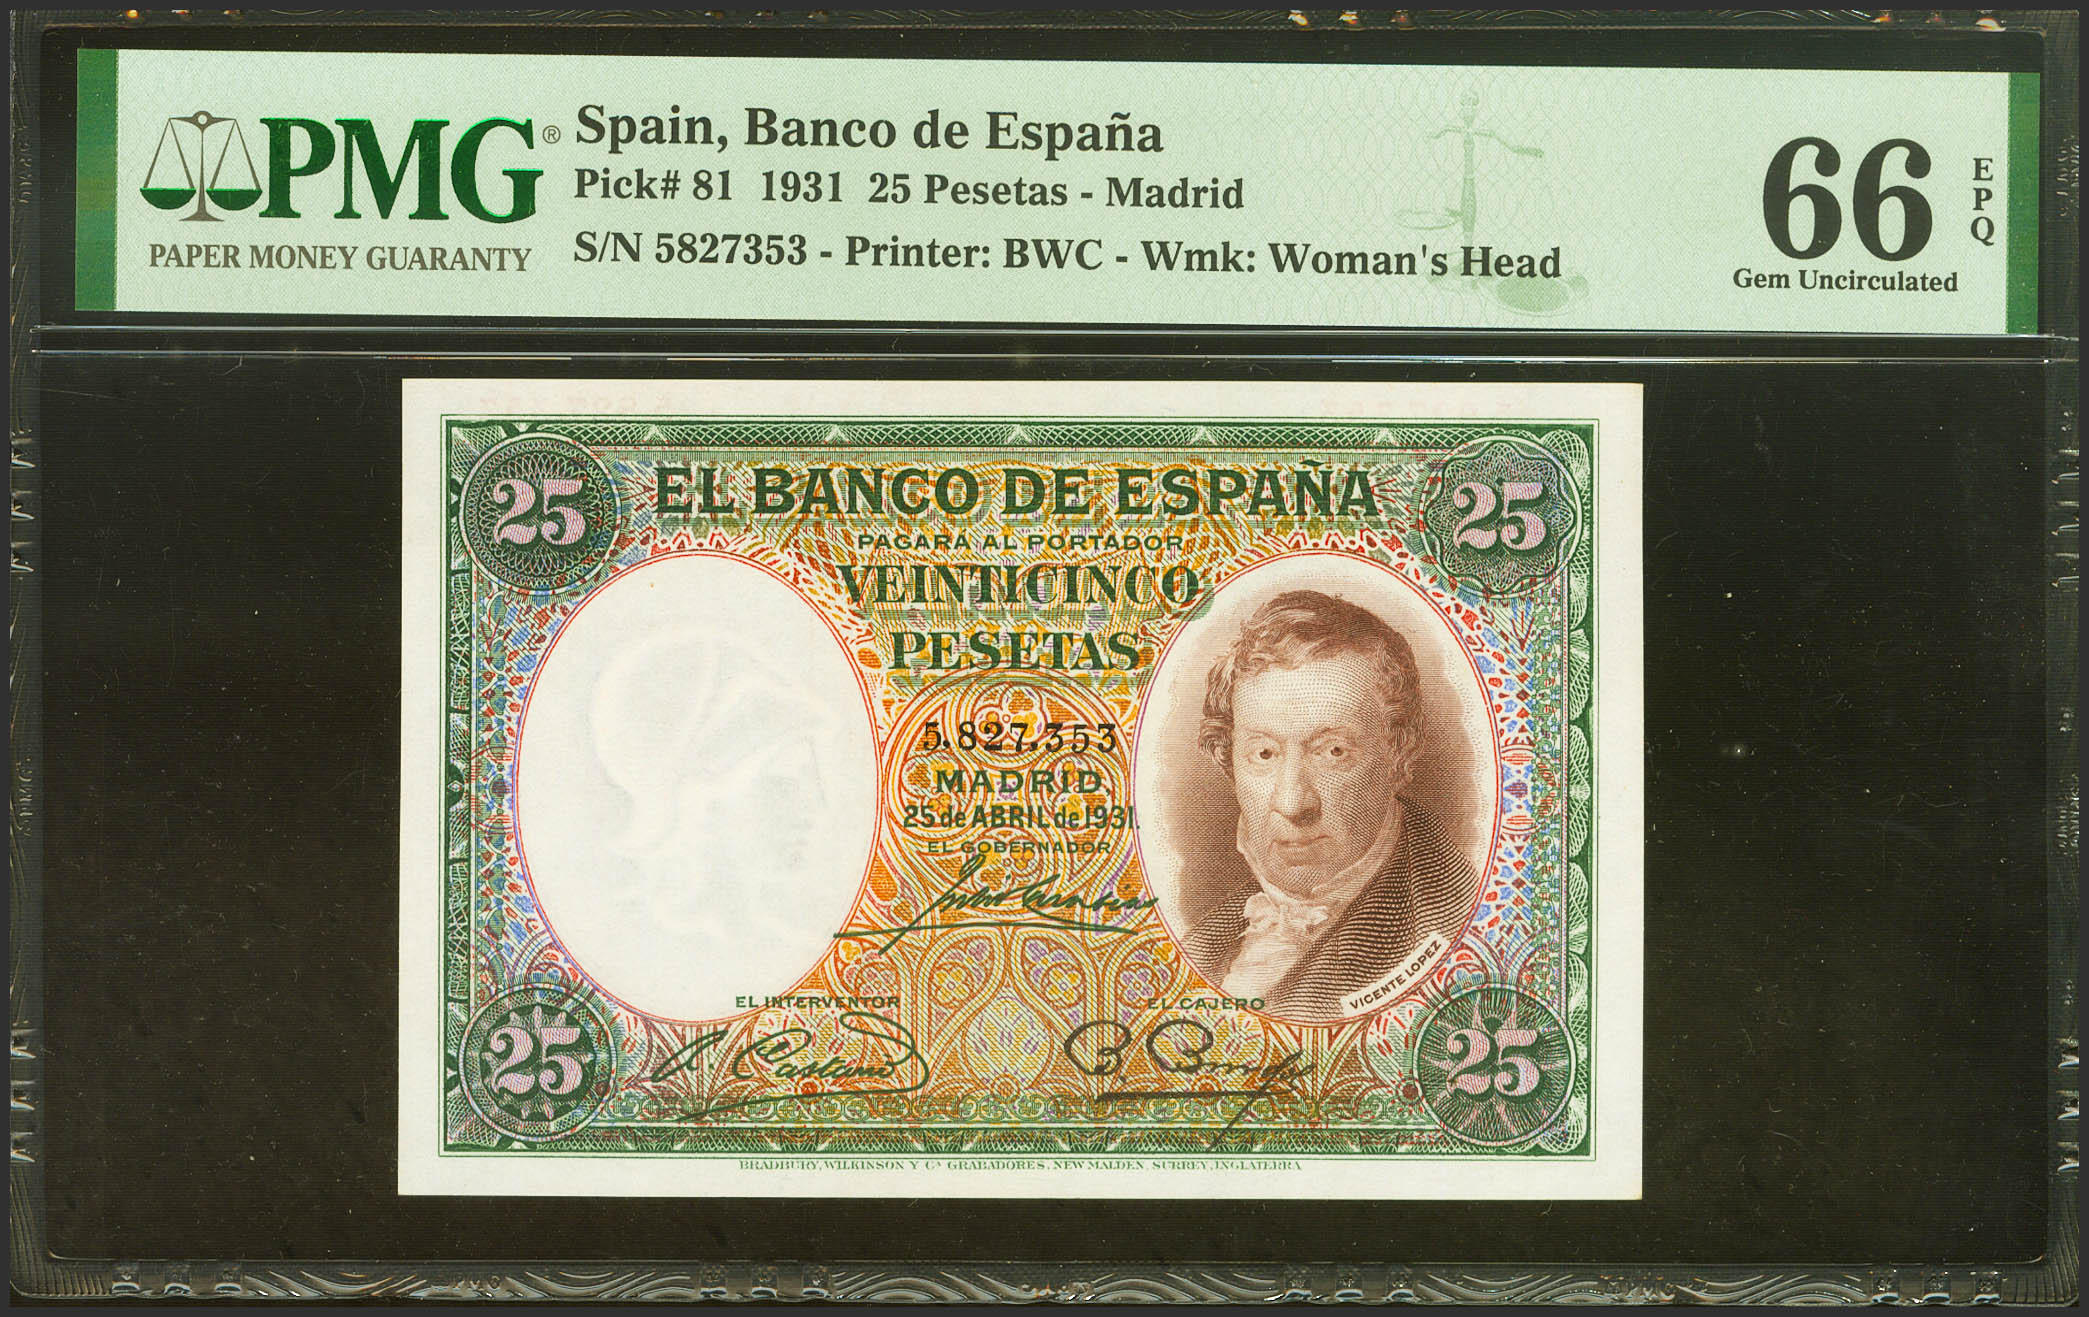 PMG®
PAPER MONEY GUARANTY
Spain, Banco de España
Pick# 81 1931 25 Pesetas - Madrid
S/N 5827353 - Printer: BWC - Wmk: Woman's Head
66
EPQ
Gem Uncirculated
25
EL BANCO DE ESPAÑA
25
PAGARÁ AL PORTADOR
VEINTICINCO
PESETAS
5.827.353
MADRID
25 de ABRIL de 1931.
EL GOBERNADOR
VICENTE LOPEZ
EL INTERVENTOR
EL CAJERO
25
25
BRADBURY, WILKINSON Y Cª GRABADORES, NEW MALDEN, SURREY, INGLATERRA